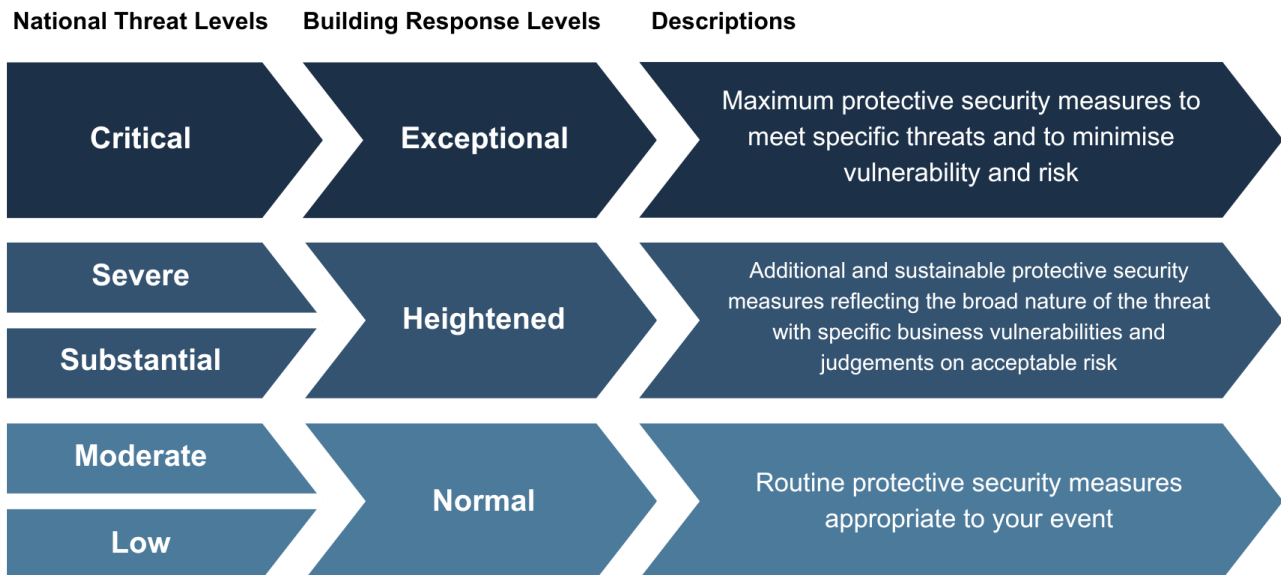 National Threat Levels Building Response Levels Descriptions
Critical
Exceptional
Maximum protective security measures to
meet specific threats and to minimise
vulnerability and risk
Severe
Substantial
Heightened
Additional and sustainable protective security
measures reflecting the broad nature of the threat
with specific business vulnerabilities and
judgements on acceptable risk
Moderate
Low
Normal
Routine protective security measures
appropriate to your event